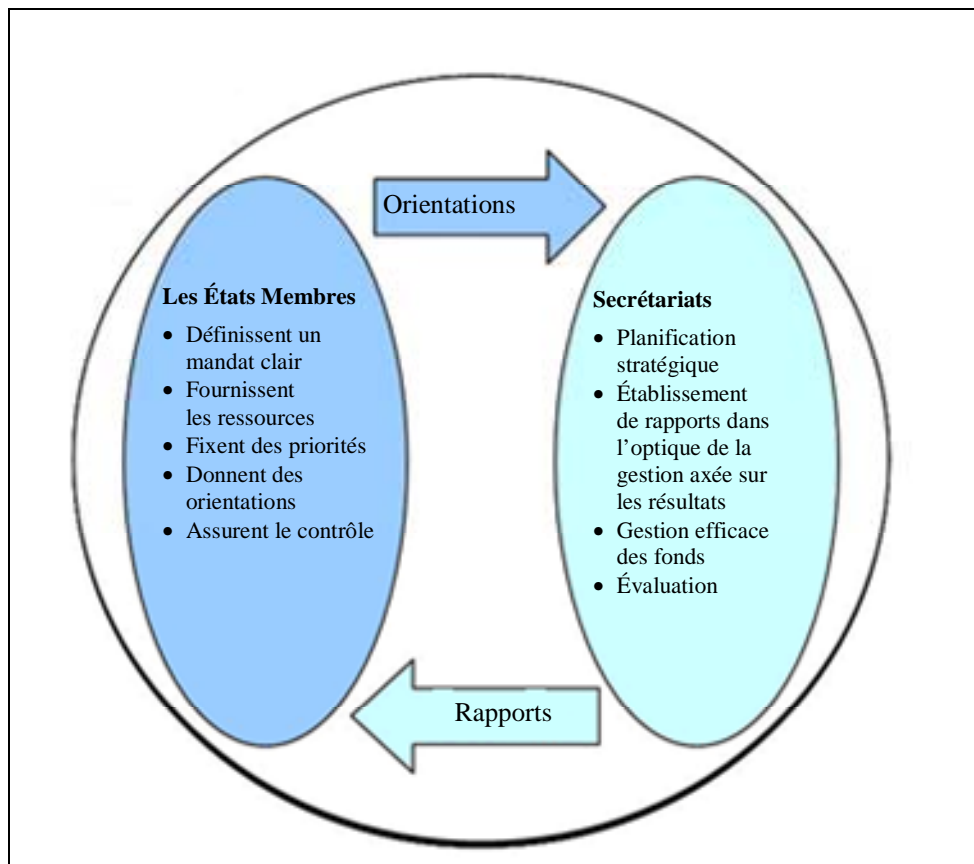 Orientations
Les États Membres
• Définissent un
mandat clair
• Fournissent
les ressources
• Fixent des priorités
• Donnent des
orientations
• Assurent le contrôle
Secrétariats
• Planification
stratégique
• Établissement
de rapports dans
l’optique de la
gestion axée sur
les résultats
• Gestion efficace
des fonds
• Évaluation
Rapports